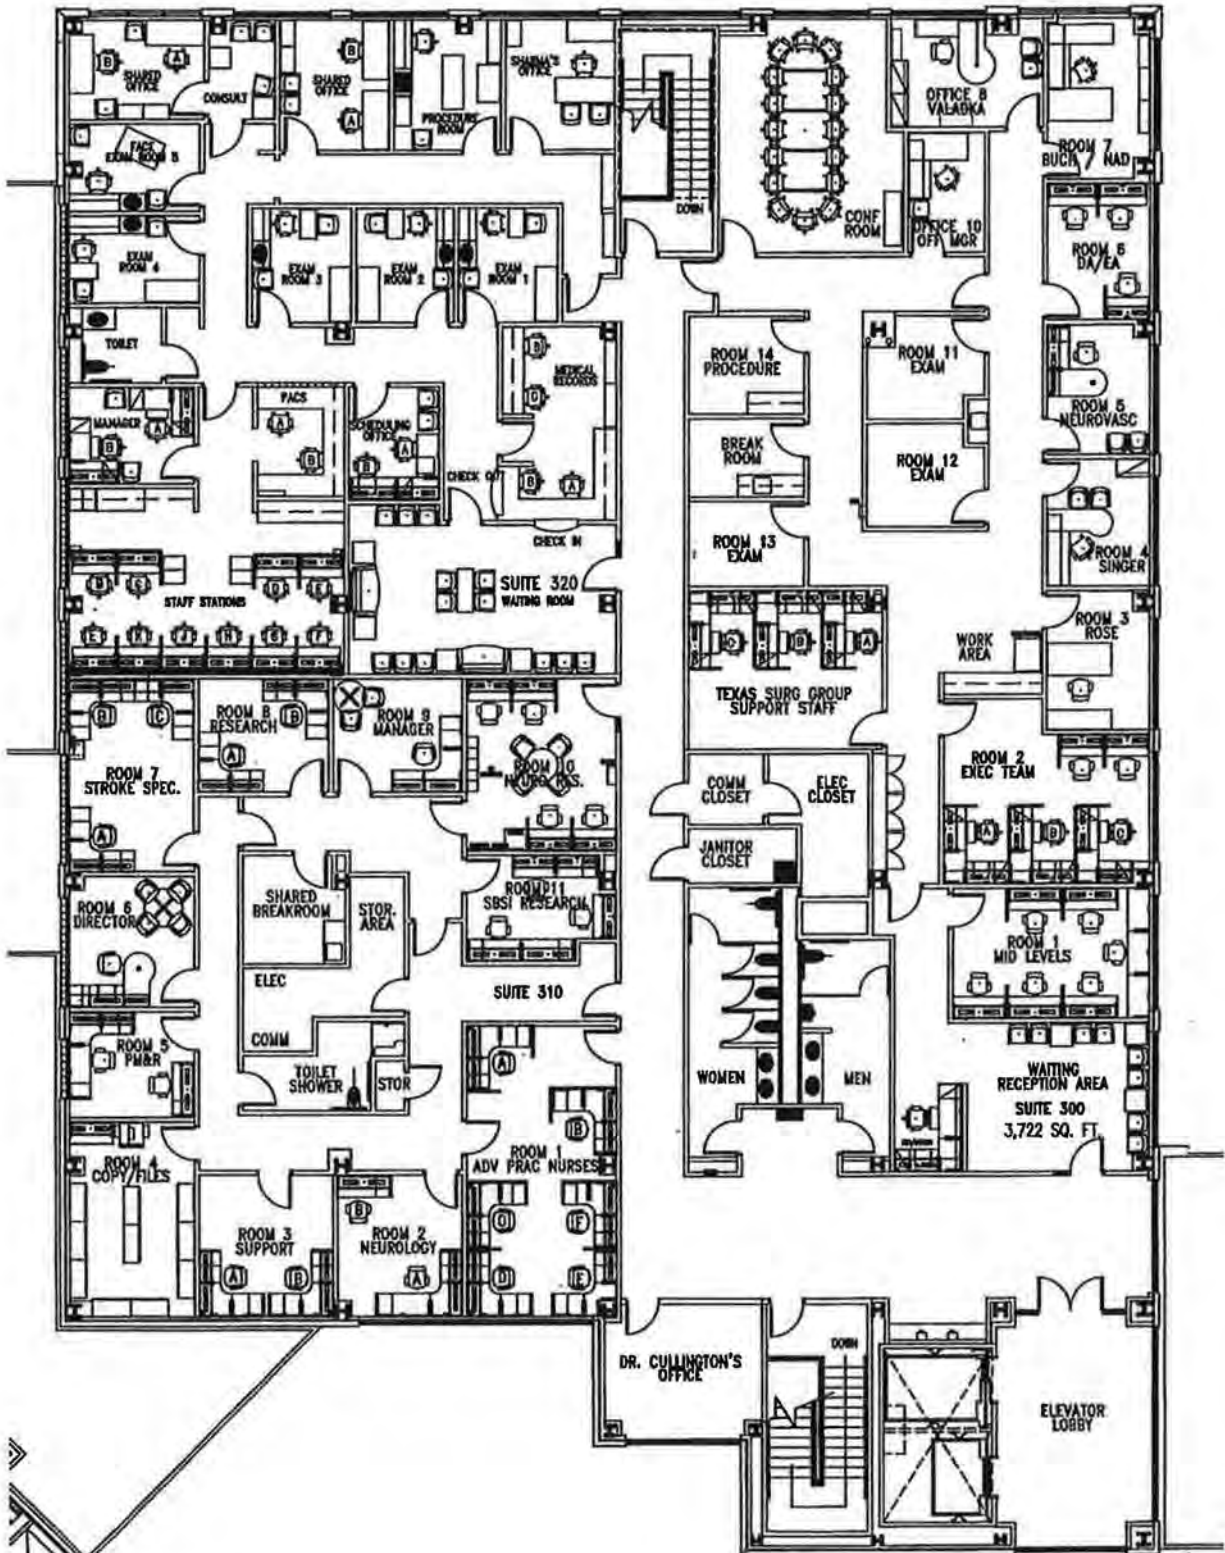 SHARED
OFFICE
CONSULT
SHARED
OFFICE
PROCEDURE
ROOM
SHARMA'S
OFFICE
DOWN
CONF
ROOM
OFFICE 8
VALADKA
ROOM 7
BUCH / NAD
OFFICE 10
OFF MGR
ROOM 6
DA/EA
EXAM ROOM 5
EXAM
ROOM 4
EXAM
ROOM 3
EXAM
ROOM 2
EXAM
ROOM 1
TOILET
MEDICAL
RECORDS
ROOM 14
PROCEDURE
ROOM 11
EXAM
ROOM 5
NEUROVASC
MANAGER
PACS
SCHEDULING
OFFICE
CHECK OUT
BREAK
ROOM
ROOM 12
EXAM
CHECK IN
ROOM 13
EXAM
ROOM 4
SINGER
STAFF STATIONS
SUITE 320
WAITING ROOM
ROOM 3
ROSE
WORK
AREA
TEXAS SURG GROUP
SUPPORT STAFF
ROOM 8
RESEARCH
ROOM 9
MANAGER
ROOM 7
STROKE SPEC.
ROOM 10
NEURO RES.
COMM
CLOSET
ELEC
CLOSET
ROOM 2
EXEC TEAM
JANITOR
CLOSET
ROOM 6
DIRECTOR
SHARED
BREAKROOM
STOR.
AREA
ROOM 11
SBSI RESEARCH
ROOM 1
MID LEVELS
ELEC
SUITE 310
COMM
ROOM 5
PM&R
TOILET
SHOWER
STOR
WOMEN
MEN
WAITING
RECEPTION AREA
SUITE 300
3,722 SQ. FT.
ROOM 4
COPY/FILES
ROOM 1
ADV PRAC NURSES
ROOM 3
SUPPORT
ROOM 2
NEUROLOGY
DR. CULLINGTON'S
OFFICE
DOWN
ELEVATOR
LOBBY